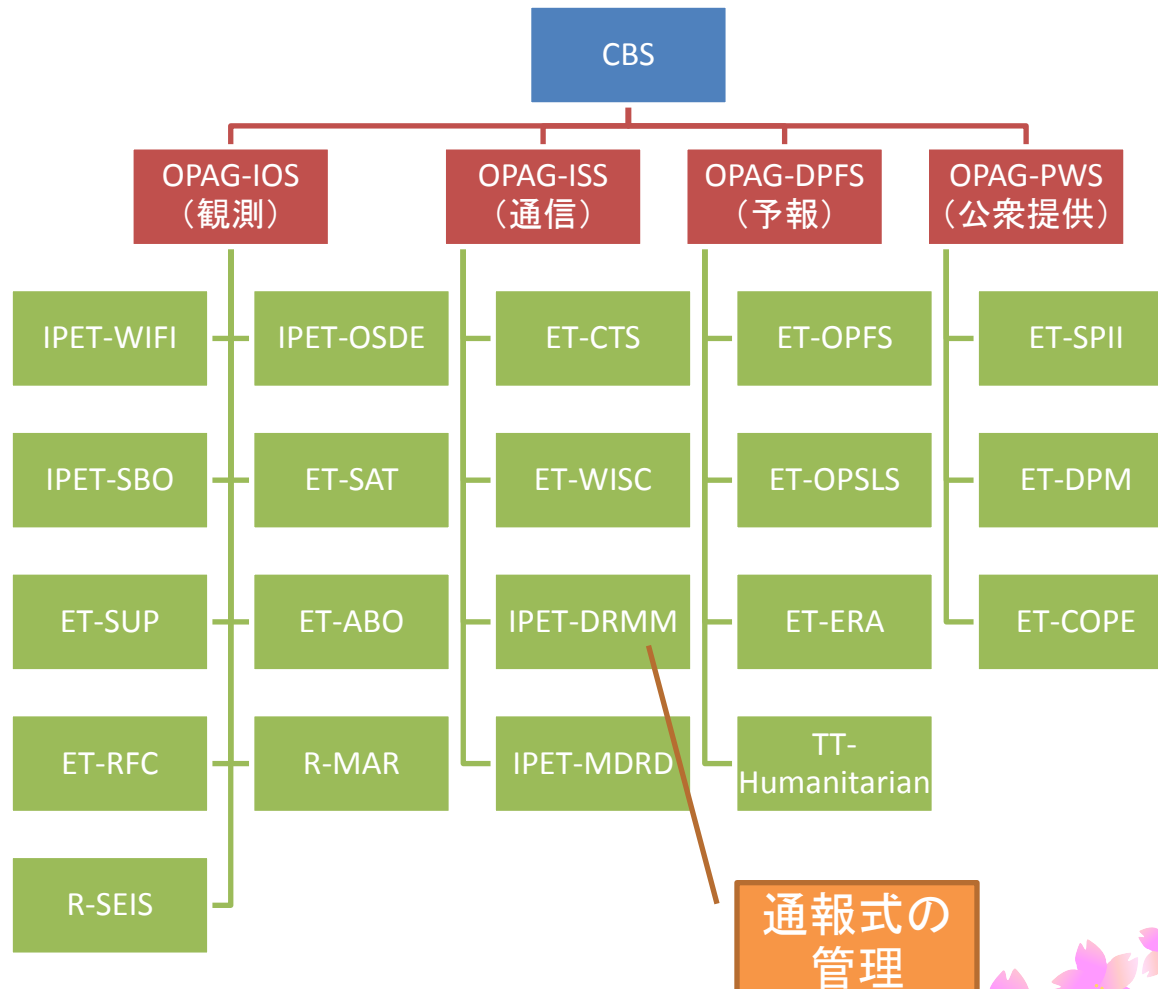 CBS
OPAG-IOS
（観測）
OPAG-ISS
（通信）
OPAG-DPFS
（予報）
OPAG-PWS
（公衆提供）
IPET-WIFI
IPET-OSDE
ET-CTS
ET-OPFS
ET-SPII
IPET-SBO
ET-SAT
ET-WISC
ET-OPSLS
ET-DPM
ET-SUP
ET-ABO
IPET-DRMM
ET-ERA
ET-COPE
ET-RFC
R-MAR
IPET-MDRD
TT-
Humanitarian
R-SEIS
通報式の
管理